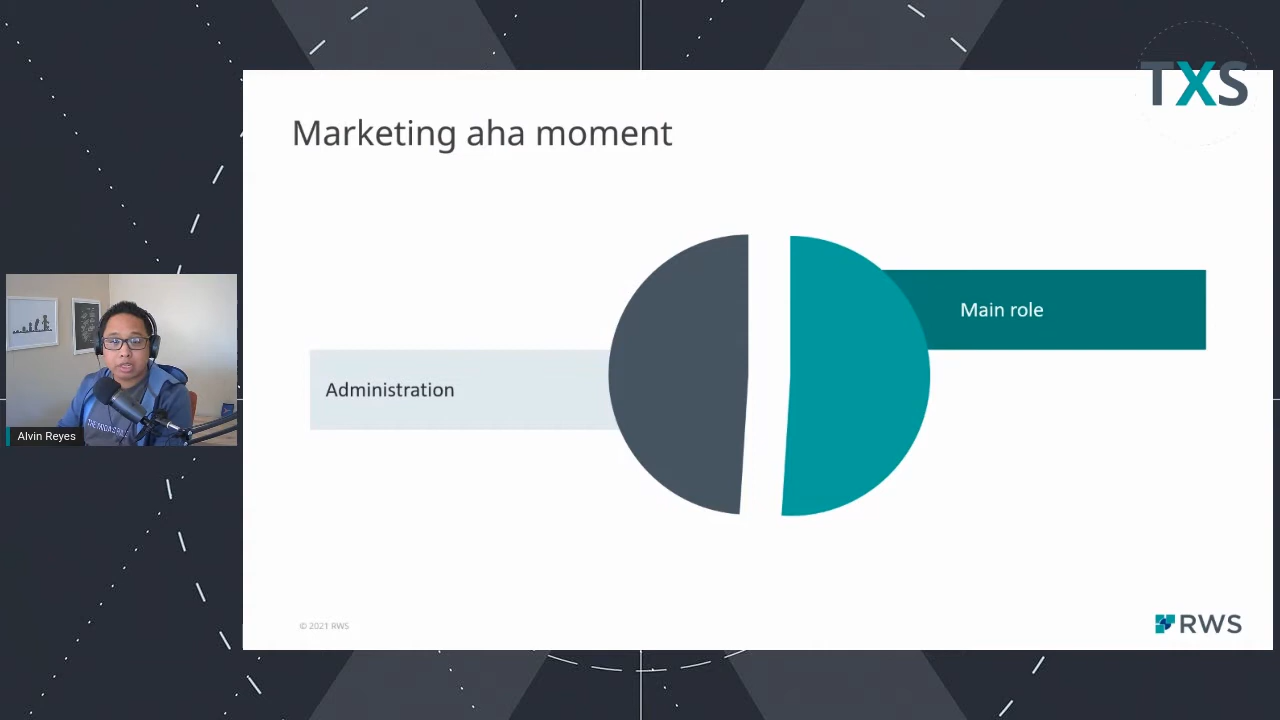 TXS
Marketing aha moment
Main role
Administration
Alvin Reyes
© 2021 RWS
RWS